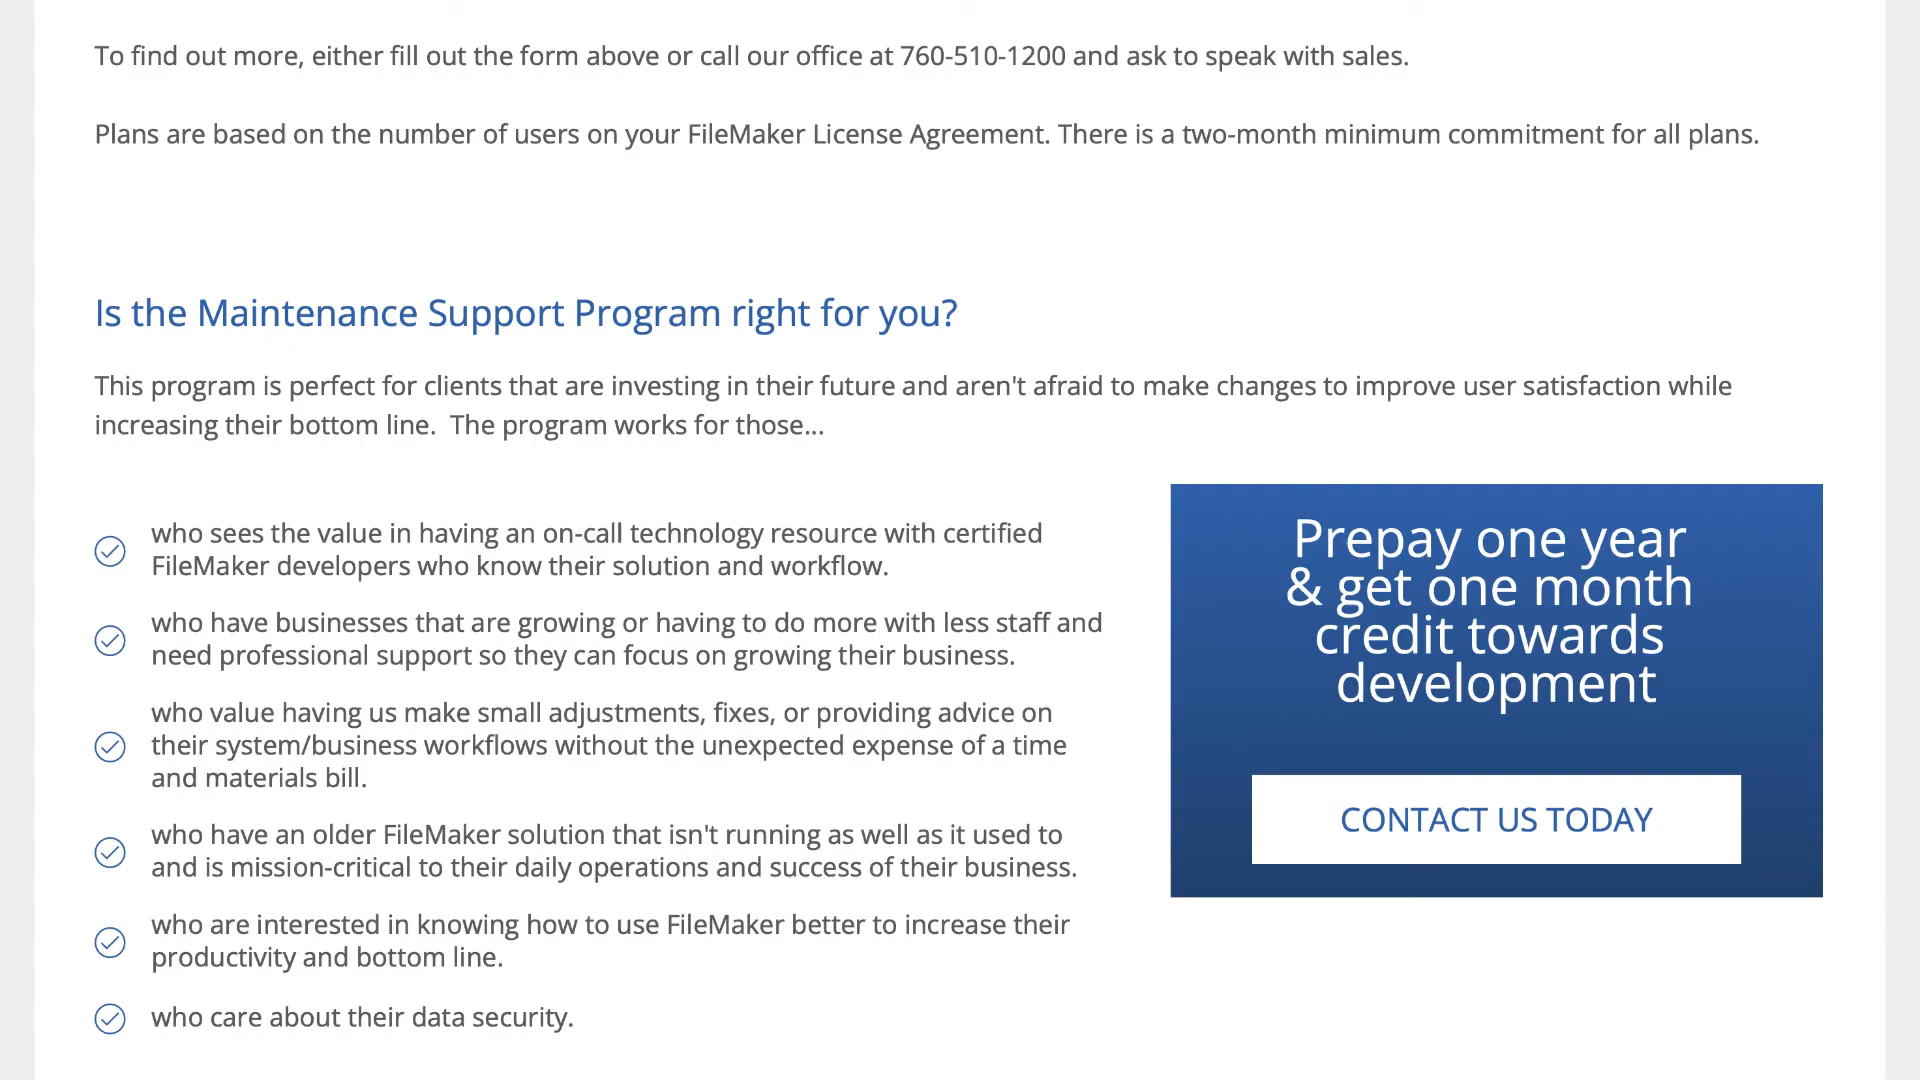 To find out more, either fill out the form above or call our office at 760-510-1200 and ask to speak with sales.
Plans are based on the number of users on your FileMaker License Agreement. There is a two-month minimum commitment for all plans.
Is the Maintenance Support Program right for you?
This program is perfect for clients that are investing in their future and aren't afraid to make changes to improve user satisfaction while
increasing their bottom line.  The program works for those...
who sees the value in having an on-call technology resource with certified
FileMaker developers who know their solution and workflow.
who have businesses that are growing or having to do more with less staff and
need professional support so they can focus on growing their business.
who value having us make small adjustments, fixes, or providing advice on
their system/business workflows without the unexpected expense of a time
and materials bill.
who have an older FileMaker solution that isn't running as well as it used to
and is mission-critical to their daily operations and success of their business.
who are interested in knowing how to use FileMaker better to increase their
productivity and bottom line.
who care about their data security.
Prepay one year
& get one month
credit towards
development
CONTACT US TODAY